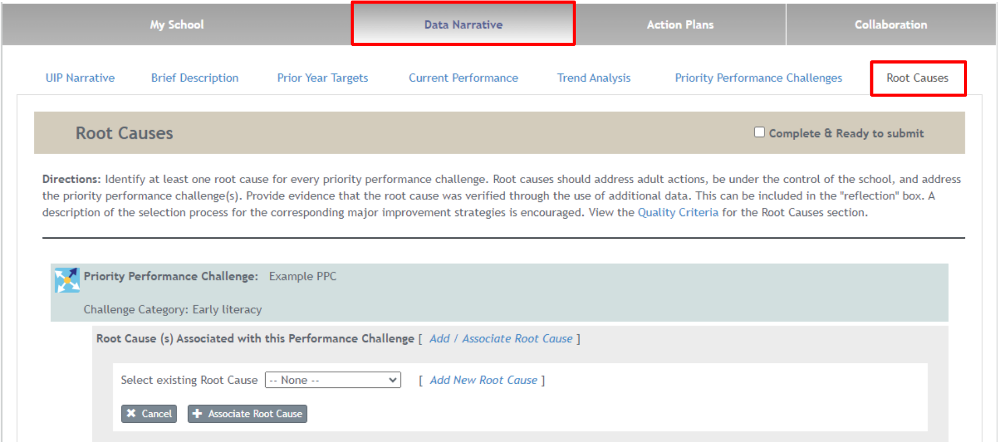 My School Data Narrative Action Plans Collaboration
UIP Narrative Brief Description Prior Year Targets Current Performance Trend Analysis Priority Performance Challenges Root Causes
Root Causes Complete & Ready to submit
Directions: Identify at least one root cause for every priority performance challenge. Root causes should address adult actions, be under the control of the school, and address
the priority performance challenge(s). Provide evidence that the root cause was verified through the use of additional data. This can be included in the "reflection" box. A
description of the selection process for the corresponding major improvement strategies is encouraged. View the Quality Criteria for the Root Causes section.
Priority Performance Challenge: Example PPC
Challenge Category: Early literacy
Root Cause (s) Associated with this Performance Challenge [ Add / Associate Root Cause ]
Select existing Root Cause -- None -- [ Add New Root Cause ]
Cancel Associate Root Cause